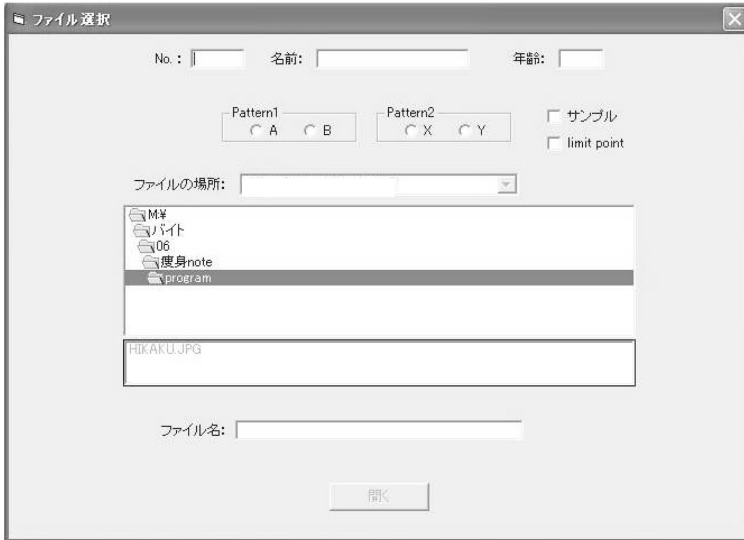 ファイル選択
No.: 名前: 年齢:
Pattern1 Pattern2 サンプル
A B X Y
limit point
ファイルの場所:
M:¥
バイト
06
痩身note
program
HIKAKU.JPG
ファイル名:
開く